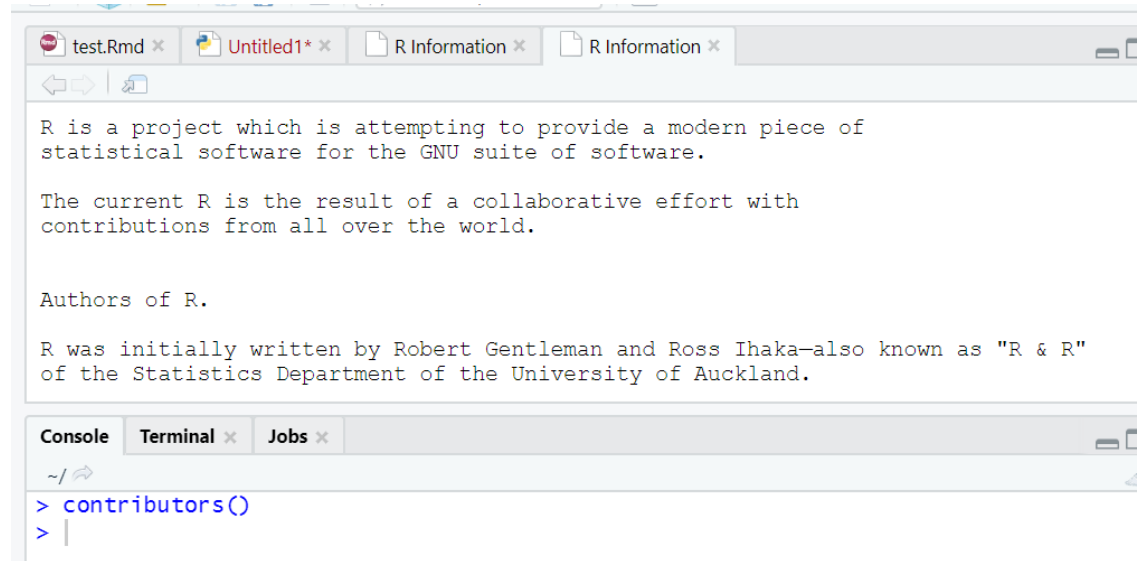 test.Rmd × Untitled1* × R Information × R Information ×
R is a project which is attempting to provide a modern piece of
statistical software for the GNU suite of software.
The current R is the result of a collaborative effort with
contributions from all over the world.
Authors of R.
R was initially written by Robert Gentleman and Ross Ihaka—also known as "R & R"
of the Statistics Department of the University of Auckland.
Console Terminal × Jobs ×
~/
> contributors()
>